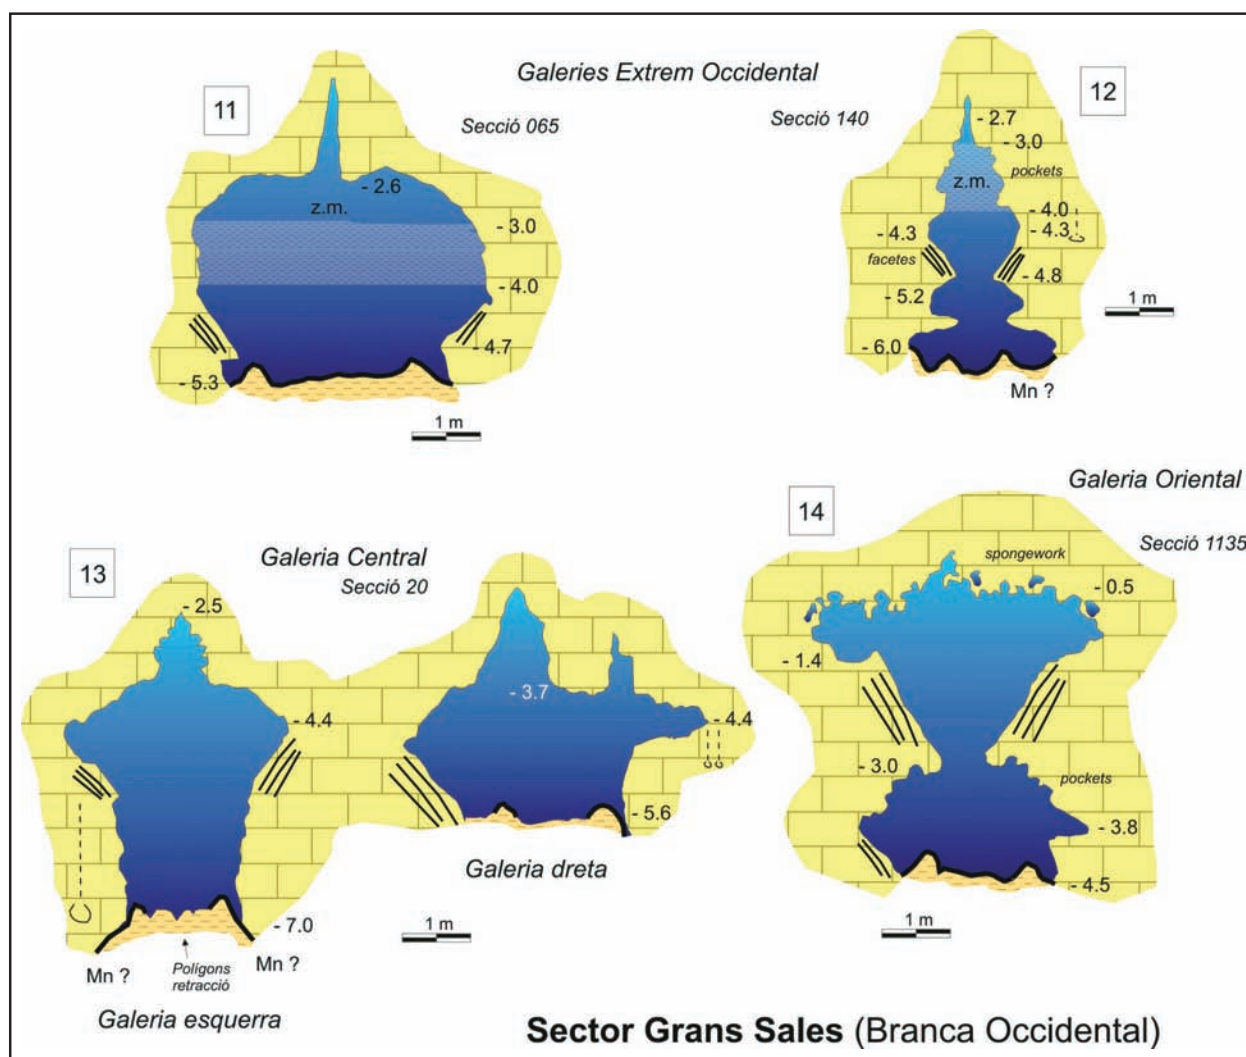 Galeries Extrem Occidental
11
Secció 065
- 2.6
z.m.
- 3.0
- 4.0
- 4.7
- 5.3
1 m
12
Secció 140
- 2.7
- 3.0
pockets
z.m.
- 4.0
- 4.3
- 4.3
facetes
- 4.8
- 5.2
- 6.0
Mn ?
1 m
13
Galeria Central
Secció 20
- 2.5
- 4.4
- 7.0
Mn ?
Mn ?
Polígons
retracció
Galeria esquerra
- 3.7
- 4.4
- 5.6
Galeria dreta
1 m
Galeria Oriental
14
Secció 1135
spongework
- 0.5
- 1.4
- 3.0
pockets
- 3.8
- 4.5
1 m
Sector Grans Sales (Branca Occidental)